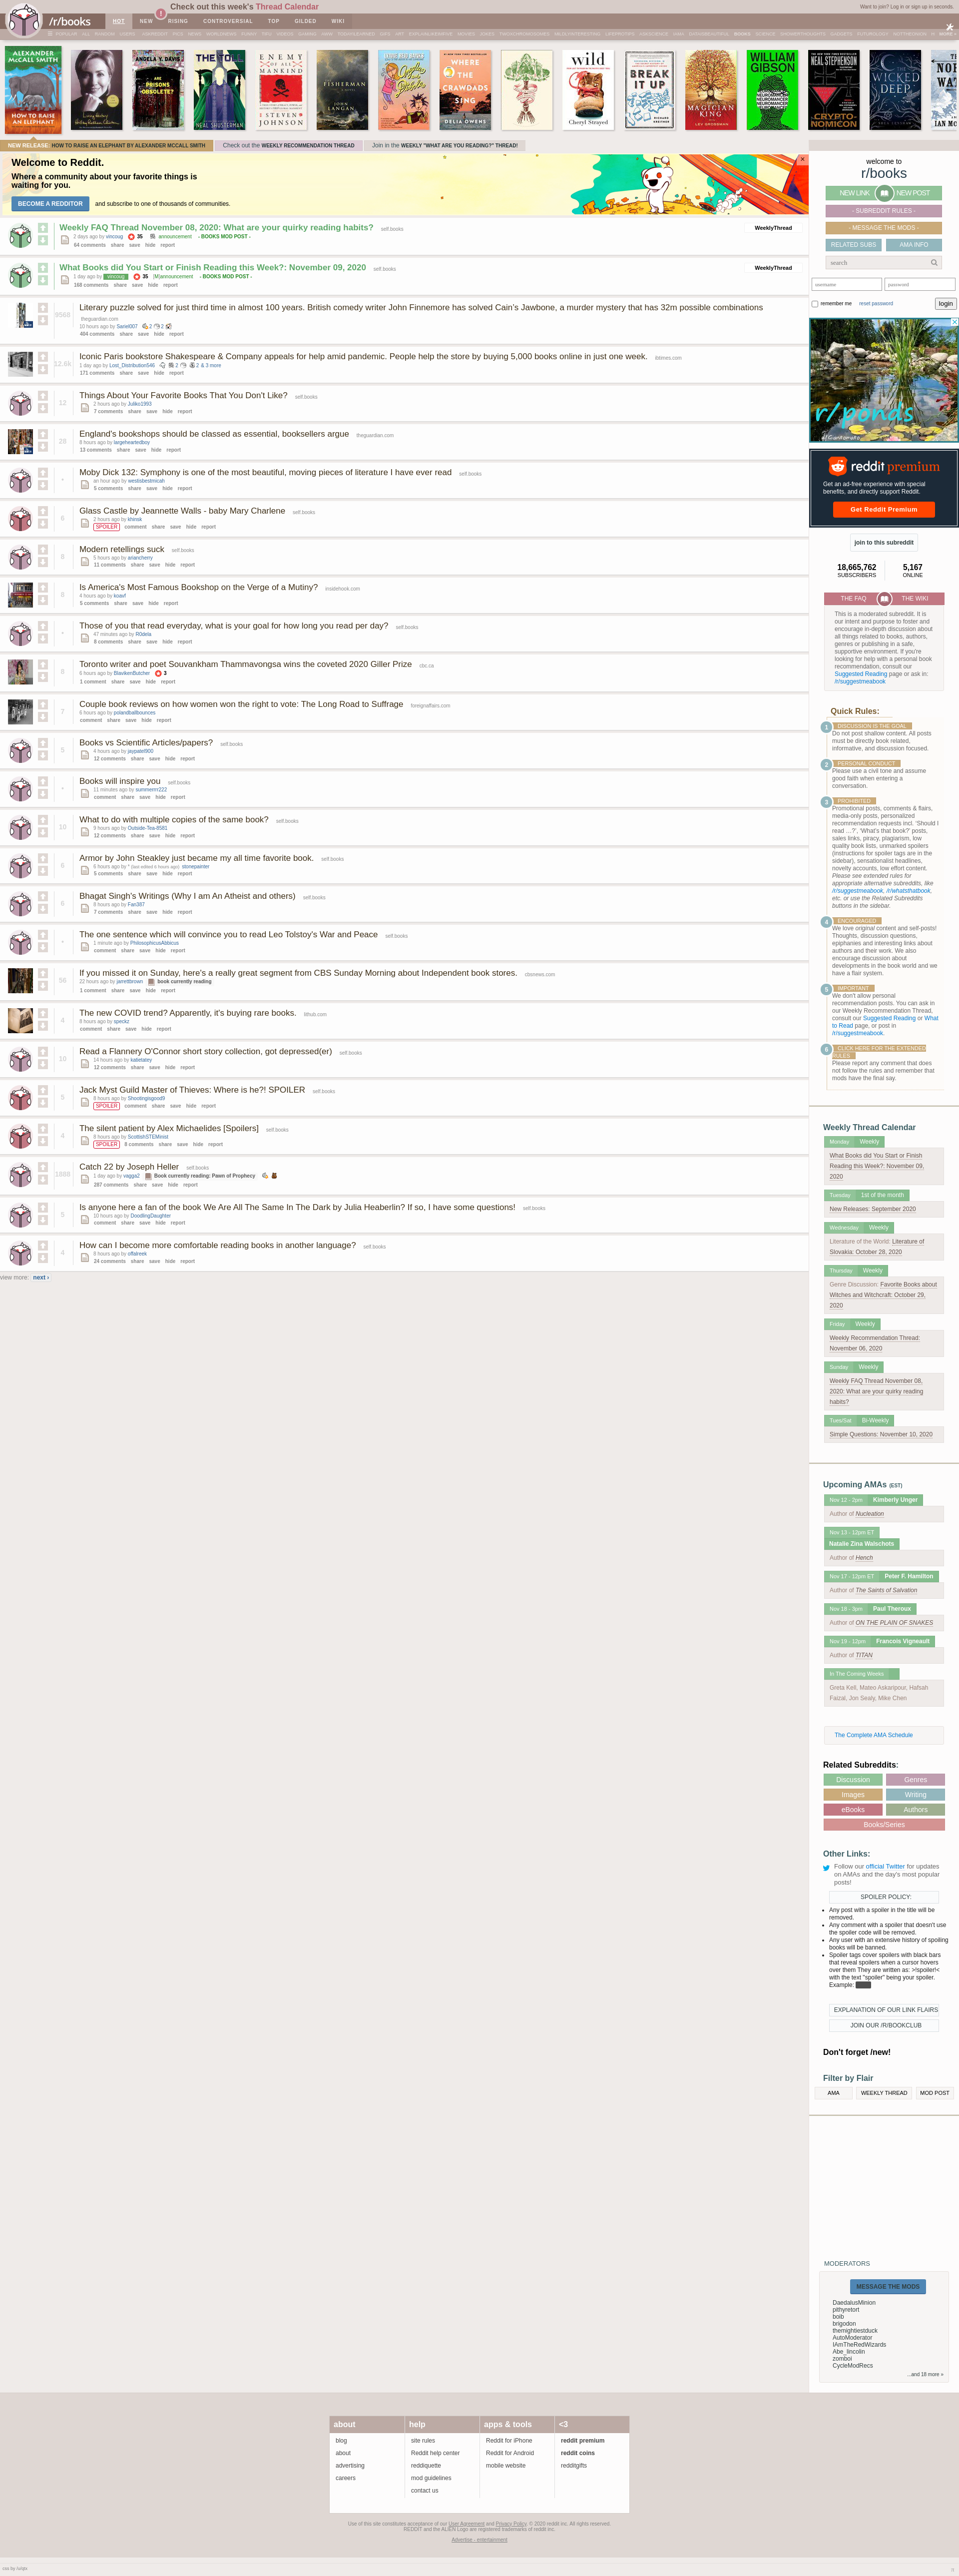 Check out this week's Thread Calendar
Want to join? Log in or sign up in seconds.
/r/books
HOT NEW RISING CONTROVERSIAL TOP GILDED WIKI
NEW RELEASE: HOW TO RAISE AN ELEPHANT BY ALEXANDER MCCALL SMITH
Check out the WEEKLY RECOMMENDATION THREAD
Join in the WEEKLY "WHAT ARE YOU READING?" THREAD!
Welcome to Reddit.
Where a community about your favorite things is
waiting for you.
BECOME A REDDITOR and subscribe to one of thousands of communities.
Weekly FAQ Thread November 08, 2020: What are your quirky reading habits? self.books
WeeklyThread
2 days ago by vincoug 35 announcement - BOOKS MOD POST -
64 comments share save hide report
What Books did You Start or Finish Reading this Week?: November 09, 2020 self.books
WeeklyThread
1 day ago by vincoug 35 [M]announcement - BOOKS MOD POST -
168 comments share save hide report
Literary puzzle solved for just third time in almost 100 years. British comedy writer John Finnemore has solved Cain's Jawbone, a murder mystery that has 32m possible combinations
theguardian.com
404 comments share save hide report
Iconic Paris bookstore Shakespeare & Company appeals for help amid pandemic. People help the store by buying 5,000 books online in just one week.
1 day ago by Lost_Distribution546 2 2 & 3 more
171 comments share save hide report
Things About Your Favorite Books That You Don't Like? self.books
12
7 comments share save hide report
England's bookshops should be classed as essential, booksellers argue theguardian.com
28
8 hours ago by largeheartedboy
13 comments share save hide report
Moby Dick 132: Symphony is one of the most beautiful, moving pieces of literature I have ever read self.books
an hour ago by westisbestmicah
5 comments share save hide report
Glass Castle by Jeannette Walls - baby Mary Charlene self.books
2 hours ago by khimsk
SPOILER comment share save hide report
Modern retellings suck self.books
5 hours ago by anancherry
11 comments share save hide report
Is America's Most Famous Bookshop on the Verge of a Mutiny? insidehook.com
4 hours ago by koavf
5 comments share save hide report
Those of you that read everyday, what is your goal for how long you read per day? self.books
47 minutes ago by R0dela
8 comments share save hide report
Toronto writer and poet Souvankham Thammavongsa wins the coveted 2020 Giller Prize cbc.ca
6 hours ago by BlavikenButcher 3
1 comment share save hide report
Couple book reviews on how women won the right to vote: The Long Road to Suffrage foreignaffairs.com
7
6 hours ago by polandballbounces
comment share save hide report
Books vs Scientific Articles/papers? self.books
5
4 hours ago by jaypatel900
12 comments share save hide report
Books will inspire you self.books
11 minutes ago by summerrrr222
comment share save hide report
What to do with multiple copies of the same book? self.books
10
9 hours ago by Outside-Tea-lf581
12 comments share save hide report
Armor by John Steakley just became my all time favorite book. self.books
6
stonepainter
5 comments share save hide report
Bhagat Singh's Writings (Why I am An Atheist and others) self.books
6
8 hours ago by Fan387
7 comments share save hide report
The one sentence which will convince you to read Leo Tolstoy's War and Peace self.books
1 minute ago by PhilosophicusAbbicus
comment share save hide report
If you missed it on Sunday, here's a really great segment from CBS Sunday Morning about Independent book stores. cbsnews.com
56
22 hours ago by jarrettbrown book currently reading
1 comment share save hide report
The new COVID trend? Apparently, it's buying rare books. lithub.com
4
6 hours ago by speckz
comment share save hide report
Read a Flannery O'Connor short story collection, got depressed(er) self.books
10
12 comments share save hide report
Jack Myst Guild Master of Thieves: Where is he?! SPOILER self.books
5
8 hours ago by Shootingisgood9
SPOILER comment share save hide report
The silent patient by Alex Michaelides [Spoilers] self.books
4
9 hours ago by ScottishSTEMinist
SPOILER 6 comments share save hide report
Catch 22 by Joseph Heller self.books
1888
1 day ago by vagga2 Book currently reading: Pawn of Prophecy
287 comments share save hide report
Is anyone here a fan of the book We Are All The Same In The Dark by Julia Heaberlin? If so, I have some questions! self.books
5
10 hours ago by DoodlingDaughter
comment share save hide report
How can I become more comfortable reading books in another language? self.books
4
8 hours ago by offalreek
24 comments share save hide report
view more: next ›
welcome to
r/books
NEW LINK NEW POST
- SUBREDDIT RULES -
- MESSAGE THE MODS -
RELATED SUBS AMA INFO
search
username password
remember me reset password login
r/ponds
reddit premium
Get an ad-free experience with special
benefits, and directly support Reddit.
Get Reddit Premium
join to this subreddit
18,665,762 5,167
SUBSCRIBERS ONLINE
THE FAQ THE WIKI
This is a moderated subreddit. It is
our intent and purpose to foster and
encourage in-depth discussion about
all things related to books, authors,
genres or publishing in a safe,
supportive environment. If you're
looking for help with a personal book
recommendation, consult our
Suggested Reading page or ask in:
/r/suggestmeabook
Quick Rules:
1 DISCUSSION IS THE GOAL
Do not post shallow content. All posts
must be directly book related,
informative, and discussion focused.
2 PERSONAL CONDUCT
Please use a civil tone and assume
good faith when entering a
conversation.
3 PROHIBITED
Promotional posts, comments & flairs,
media-only posts, personalized
recommendation requests incl. 'Should I
read ...?', 'What's that book?' posts,
sales links, piracy, plagiarism, low
quality book lists, unmarked spoilers
(instructions for spoiler tags are in the
sidebar), sensationalist headlines,
novelty accounts, low effort content.
Please see extended rules for
appropriate alternative subreddits, like
/r/suggestmeabook, /r/whatsthatbook,
etc. or use the Related Subreddits
buttons in the sidebar.
4 ENCOURAGED
We love original content and self-posts!
Thoughts, discussion questions,
epiphanies and interesting links about
authors and their work. We also
encourage discussion about
developments in the book world and we
have a flair system.
5 IMPORTANT
We don't allow personal
recommendation posts. You can ask in
our Weekly Recommendation Thread,
consult our Suggested Reading or What
to Read page, or post in
/r/suggestmeabook.
6 CLICK HERE FOR THE EXTENDED
RULES
Please report any comment that does
not follow the rules and remember that
mods have the final say.
Weekly Thread Calendar
Monday Weekly
What Books did You Start or Finish
Reading this Week?: November 09,
2020
Tuesday 1st of the month
New Releases: September 2020
Wednesday Weekly
Literature of the World: Literature of
Slovakia: October 28, 2020
Thursday Weekly
Genre Discussion: Favorite Books about
Witches and Witchcraft: October 29,
2020
Friday Weekly
Weekly Recommendation Thread:
November 06, 2020
Sunday Weekly
Weekly FAQ Thread November 08,
2020: What are your quirky reading
habits?
Tues/Sat Bi-Weekly
Simple Questions: November 10, 2020
Upcoming AMAs (EST)
Nov 12 - 2pm Kimberly Unger
Author of Nucleation
Nov 13 - 12pm ET
Natalie Zina Walschots
Author of Hench
Nov 17 - 12pm ET Peter F. Hamilton
Author of The Saints of Salvation
Nov 18 - 3pm Paul Theroux
Author of ON THE PLAIN OF SNAKES
Nov 19 - 12pm Francois Vigneault
Author of TITAN
In The Coming Weeks
Greta Kell, Mateo Askaripour, Hafsah
Faizal, Jon Sealy, Mike Chen
The Complete AMA Schedule
Related Subreddits:
Discussion Genres
Images Writing
eBooks Authors
Books/Series
Other Links:
Follow our official Twitter for updates
on AMAs and the day's most popular
posts!
SPOILER POLICY:
Any post with a spoiler in the title will be
removed.
Any comment with a spoiler that doesn't use
the spoiler code will be removed.
Any user with an extensive history of spoiling
books will be banned.
Spoiler tags cover spoilers with black bars
that reveal spoilers when a cursor hovers
over them They are written as: >!spoiler!<
with the text "spoiler" being your spoiler.
Example:
EXPLANATION OF OUR LINK FLAIRS
JOIN OUR /R/BOOKCLUB
Don't forget /new!
Filter by Flair
AMA WEEKLY THREAD MOD POST
MODERATORS
MESSAGE THE MODS
DaedalusMinion
pithyretort
boib
brigodon
thenightiestduck
AutoModerator
IAmTheRedWizards
Abe_lincolin
zomboi
CycleModRecs
...and 18 more »
about help apps & tools <3
blog site rules Reddit for iPhone reddit premium
about Reddit help center Reddit for Android reddit coins
advertising reddiquette mobile website redditgifts
careers mod guidelines
contact us
Use of this site constitutes acceptance of our User Agreement and Privacy Policy. © 2020 reddit inc. All rights reserved.
REDDIT and the ALIEN Logo are registered trademarks of reddit inc.
Advertise - entertainment